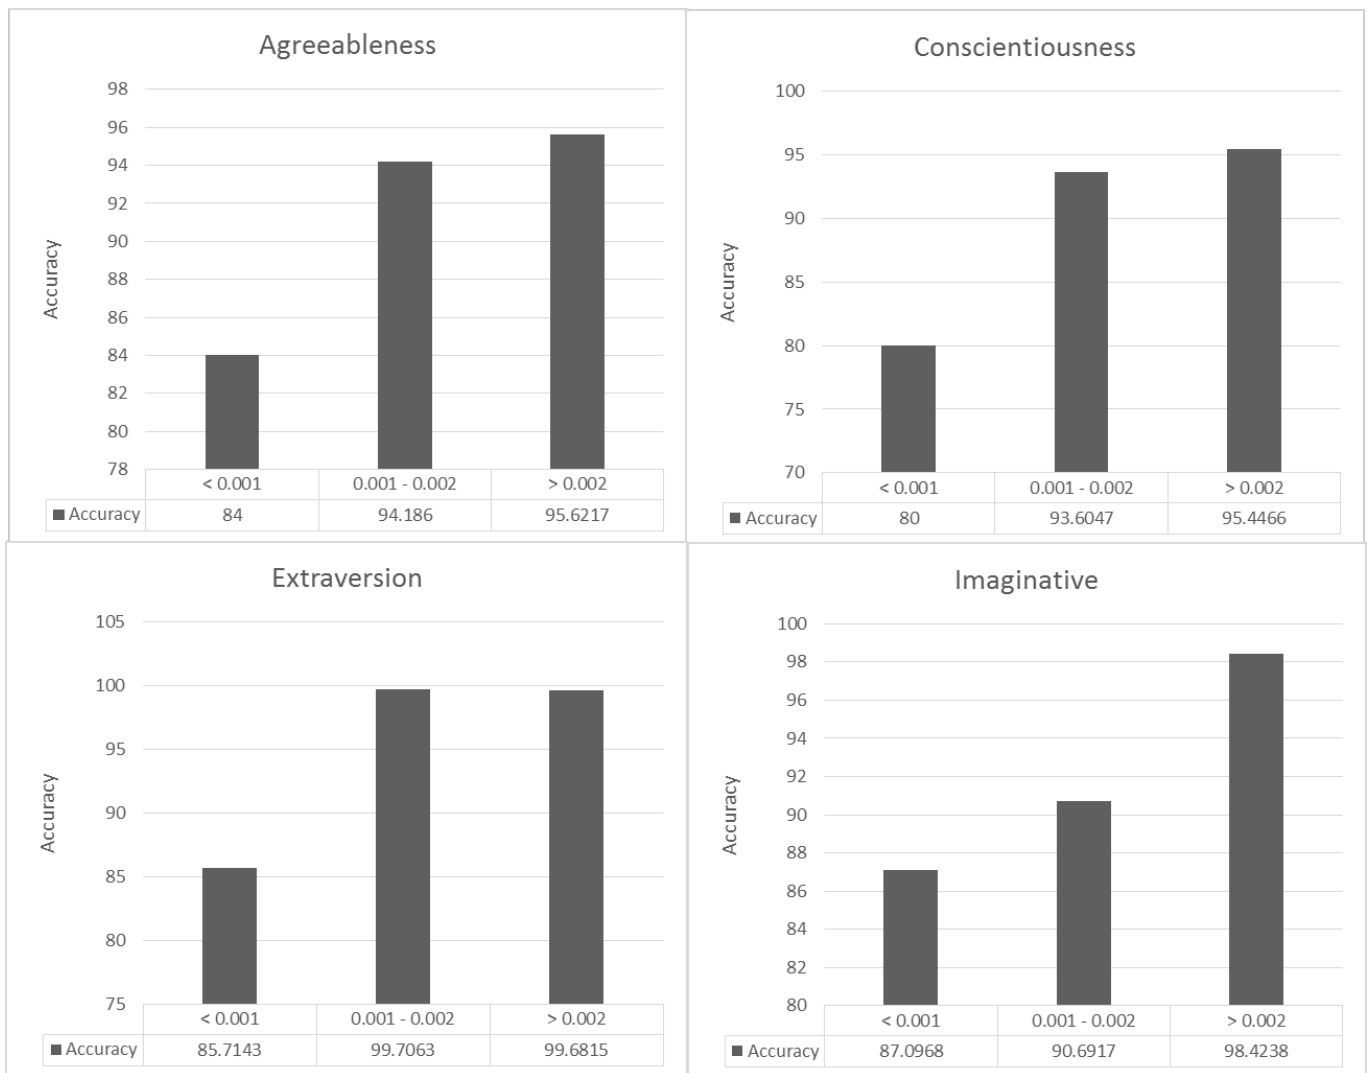 Agreeableness
98
96
94
92
90
88
86
84
82
80
78
Accuracy
< 0.001 0.001 - 0.002 > 0.002
Accuracy 84 94.186 95.6217
Conscientiousness
100
95
90
85
80
75
70
Accuracy
< 0.001 0.001 - 0.002 > 0.002
Accuracy 80 93.6047 95.4466
Extraversion
105
100
95
90
85
80
75
Accuracy
< 0.001 0.001 - 0.002 > 0.002
Accuracy 85.7143 99.7063 99.6815
Imaginative
100
98
96
94
92
90
88
86
84
82
80
Accuracy
< 0.001 0.001 - 0.002 > 0.002
Accuracy 87.0968 90.6917 98.4238